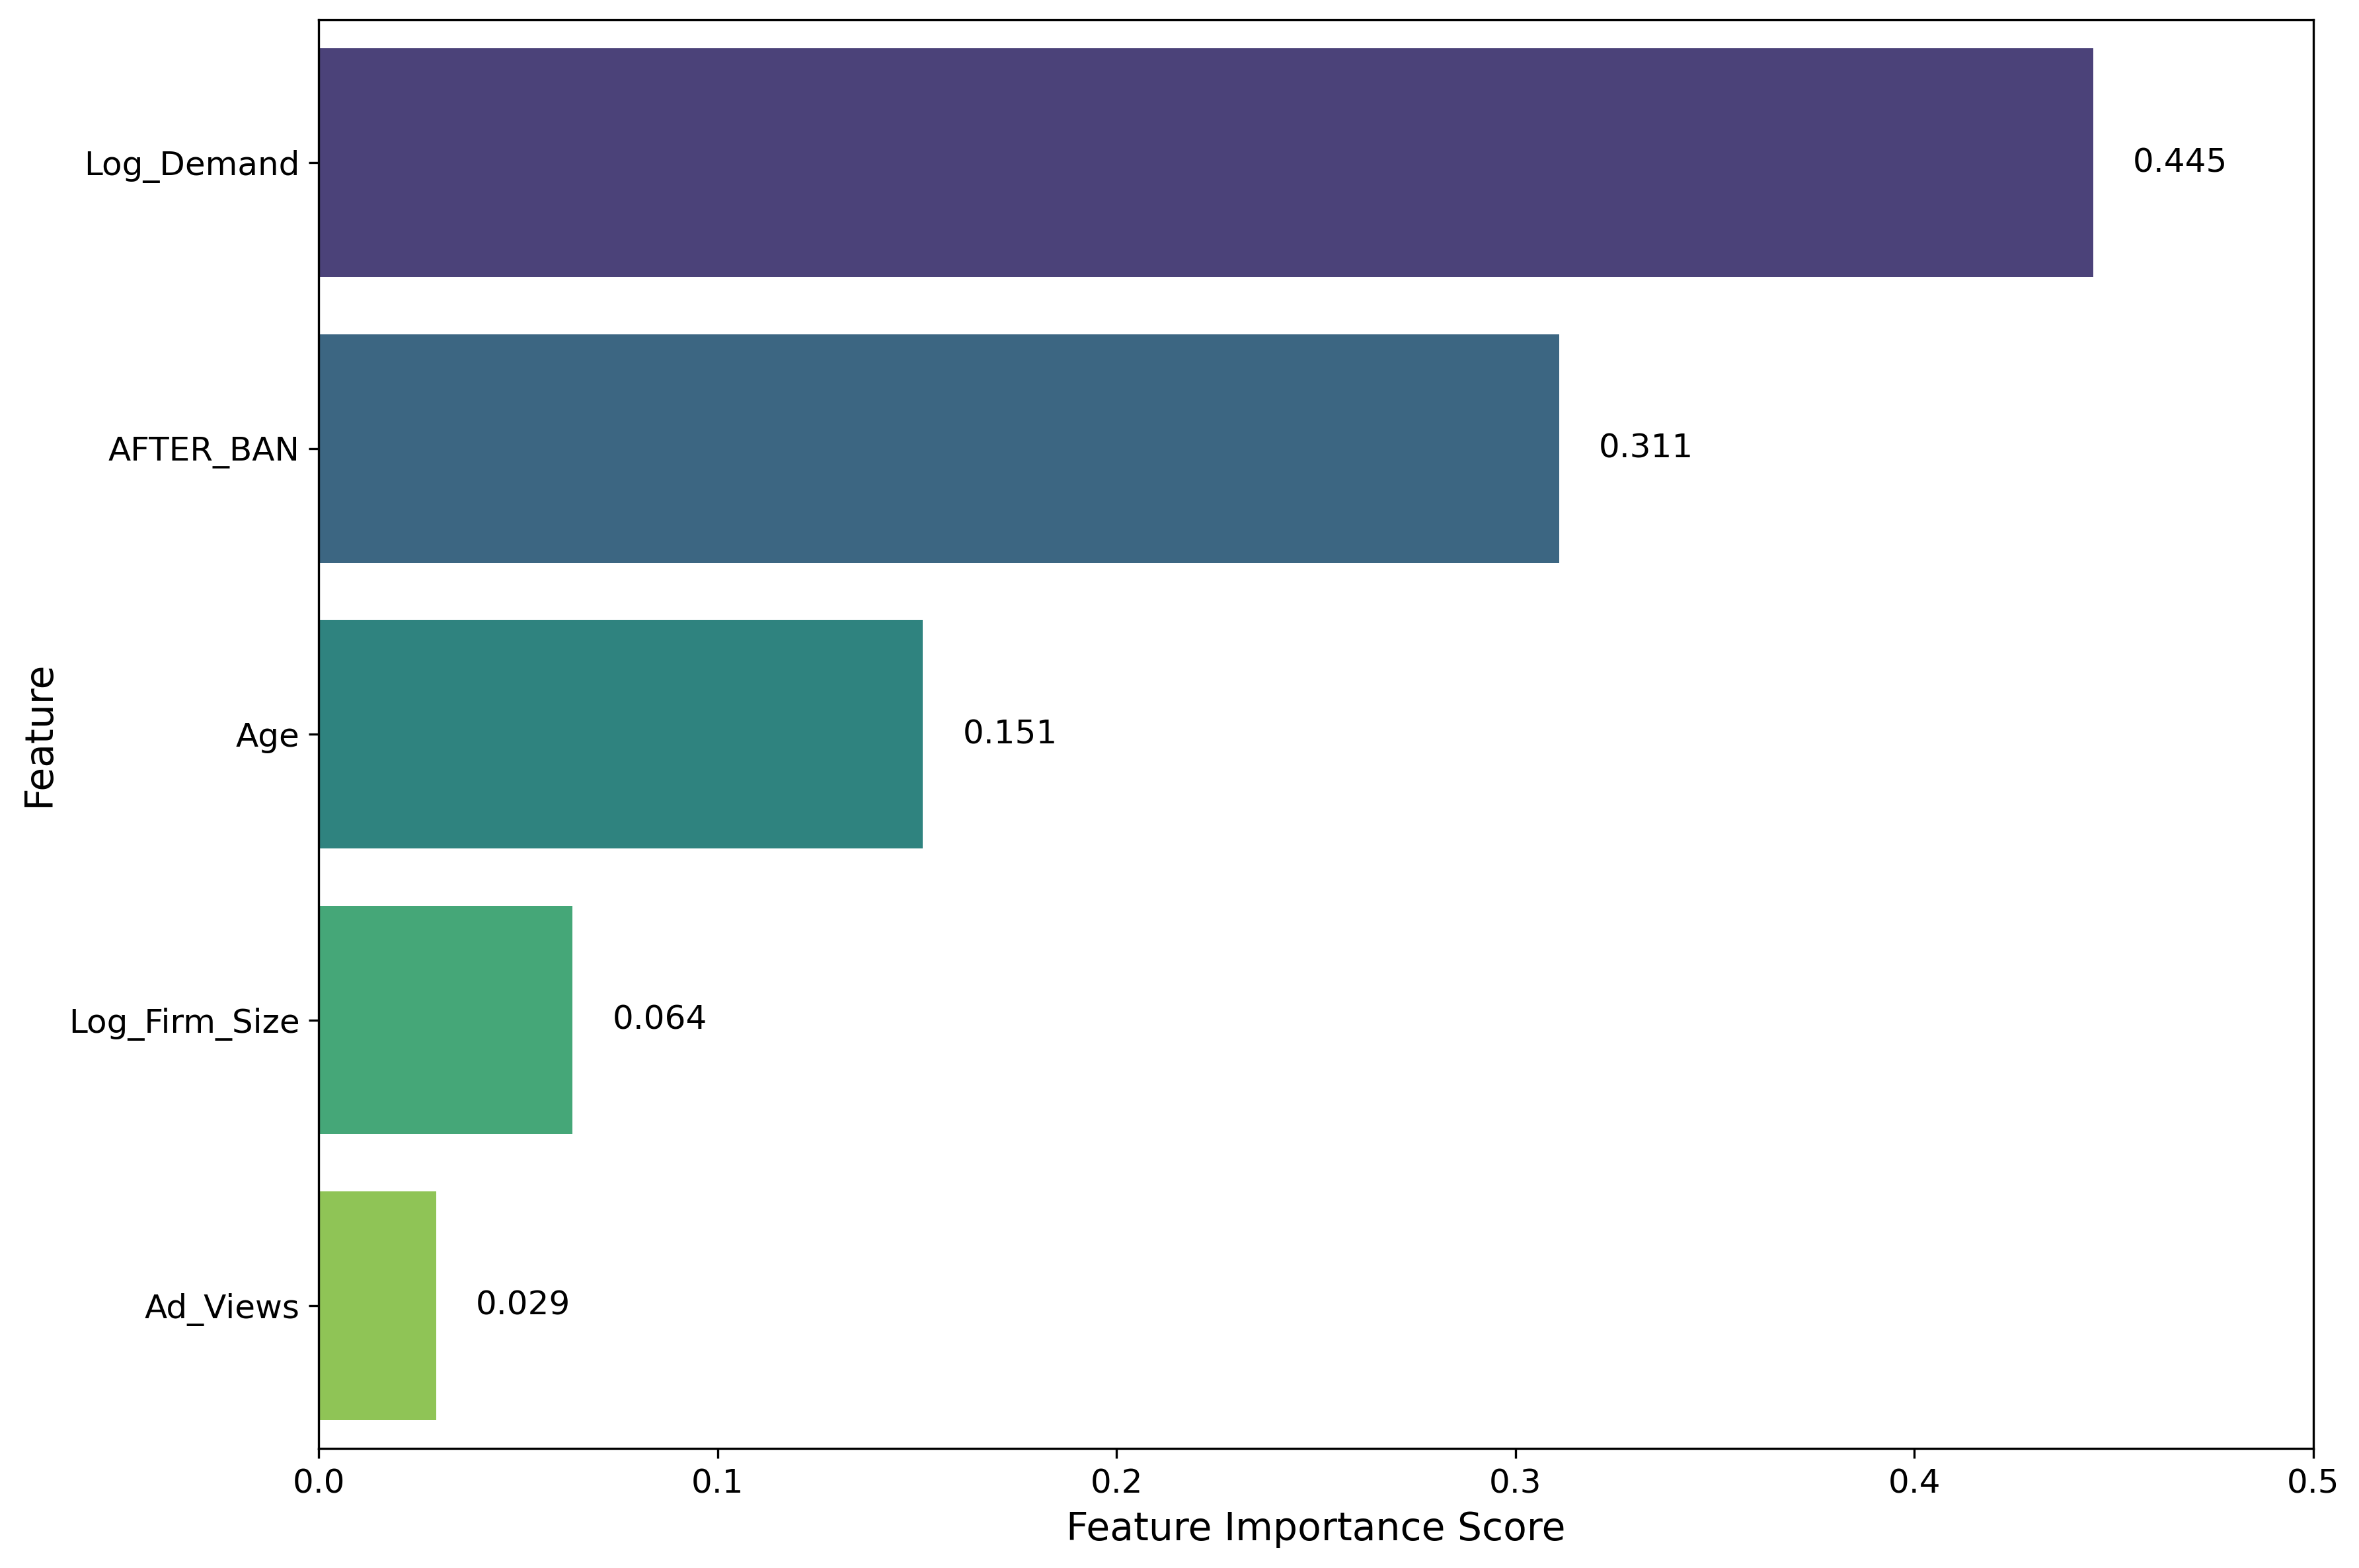 Log_Demand
0.445
AFTER_BAN
0.311
Age
0.151
Log_Firm_Size
0.064
Ad_Views
0.029
Feature
0.0 0.1 0.2 0.3 0.4 0.5
Feature Importance Score